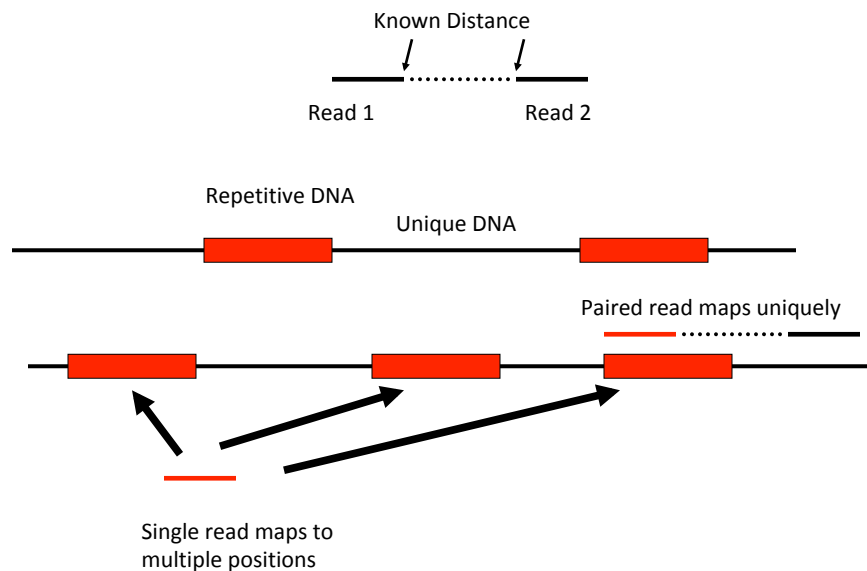 Known Distance
Read 1
Read 2
Repetitive DNA
Unique DNA
Paired read maps uniquely
Single read maps to
multiple positions